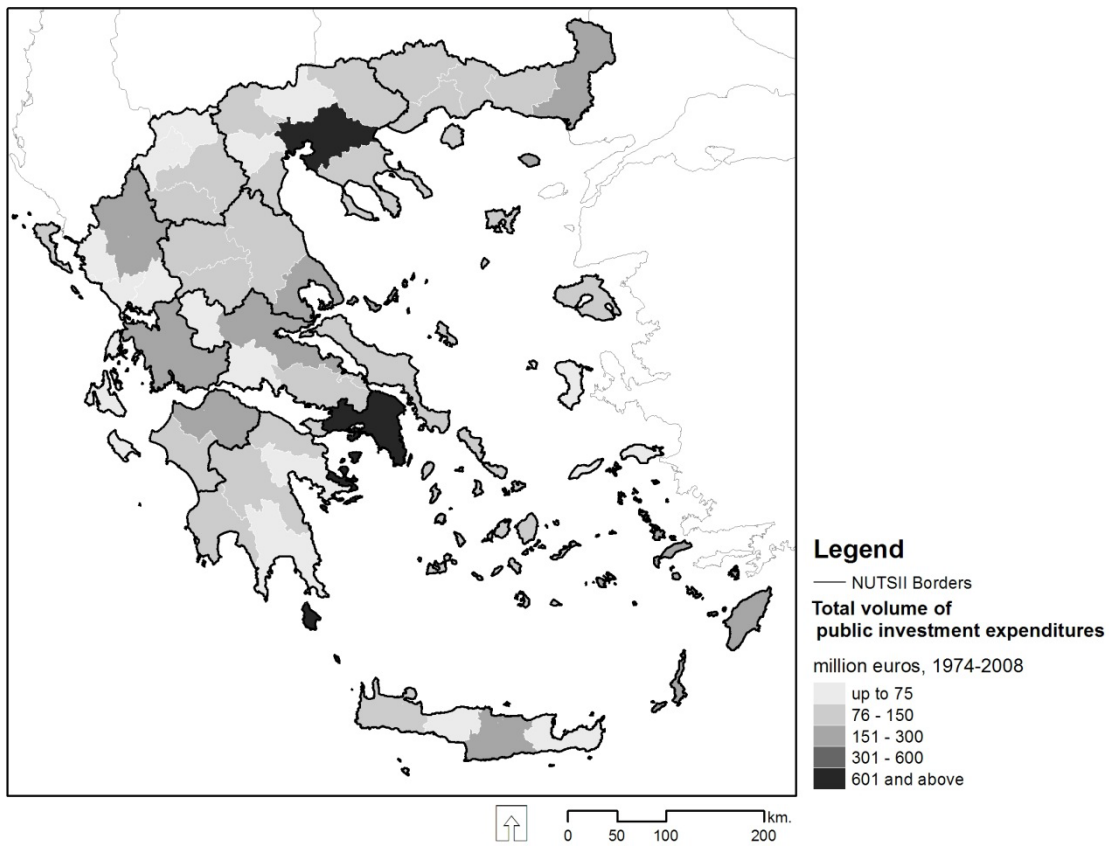 Legend
NUTSII Borders
Total volume of
public investment expenditures
million euros, 1974-2008
up to 75
76 - 150
151 - 300
301 - 600
601 and above
km.
0 50 100 200